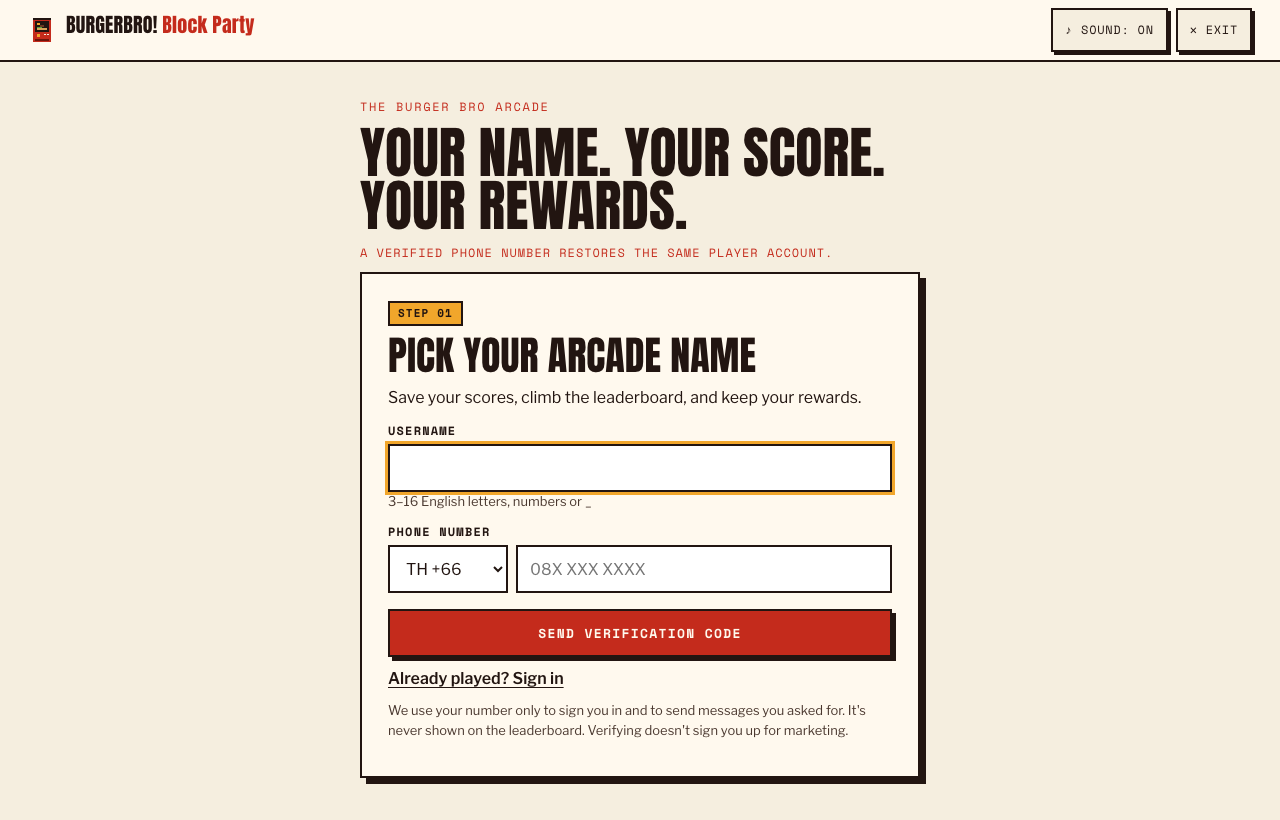 BURGERBRO! Block Party
♪ SOUND: ON
× EXIT
THE BURGER BRO ARCADE
YOUR NAME. YOUR SCORE.
YOUR REWARDS.
A VERIFIED PHONE NUMBER RESTORES THE SAME PLAYER ACCOUNT.
STEP 01
PICK YOUR ARCADE NAME
Save your scores, climb the leaderboard, and keep your rewards.
USERNAME
3–16 English letters, numbers or _
PHONE NUMBER
TH +66
08X XXX XXXX
SEND VERIFICATION CODE
Already played? Sign in
We use your number only to sign you in and to send messages you asked for. It's
never shown on the leaderboard. Verifying doesn't sign you up for marketing.